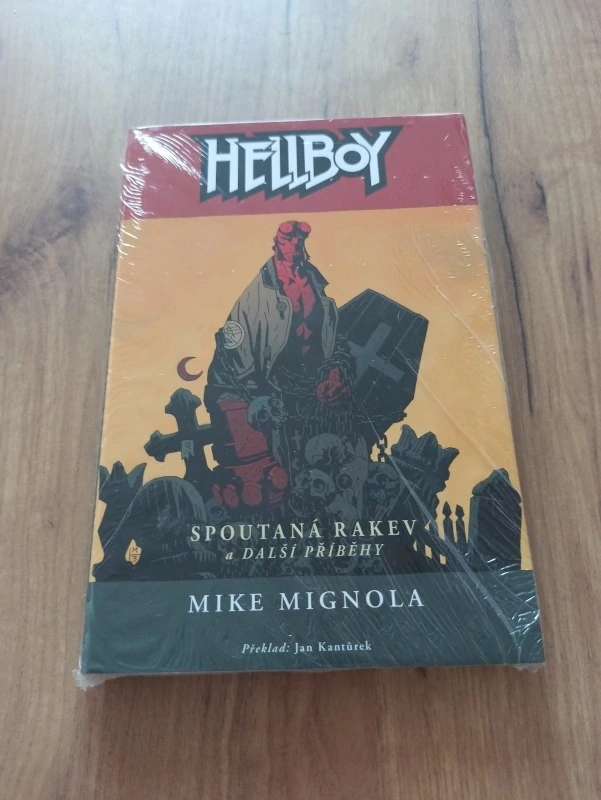 HELLBOY
SPOUTANÁ RAKEV
a DALŠÍ PŘÍBĚHY
MIKE MIGNOLA
Překlad: Jan Kantůrek